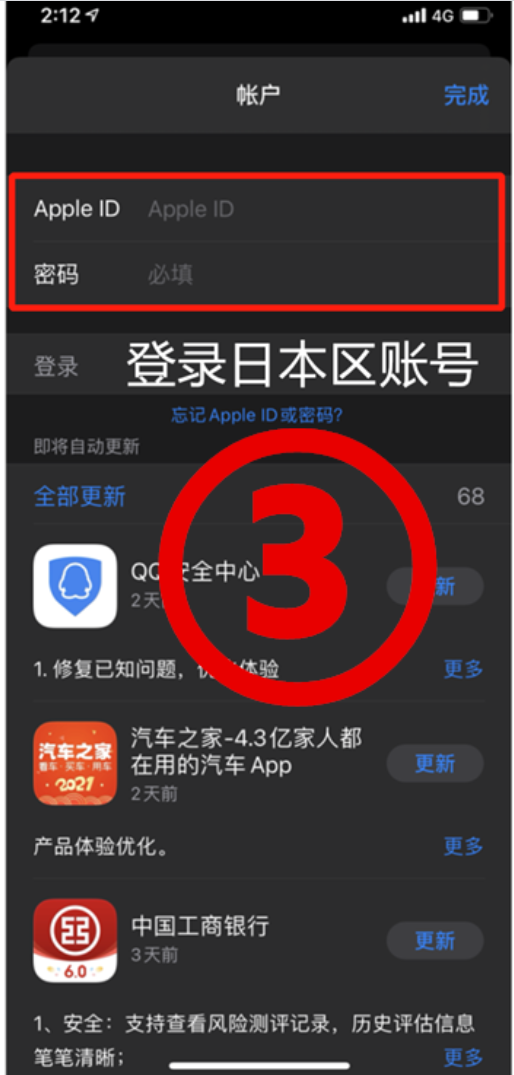 2:12
4G
帐户
完成
Apple ID Apple ID
密码 必填
登录
登录日本区账号
忘记 Apple ID 或密码?
即将自动更新
全部更新 68
③
QQ安全中心
2天
更新
1. 修复已知问题，优化体验 更多
汽车之家
看车·买车·用车
2021
汽车之家-4.3亿家人都
在用的汽车 App
2天前
更新
产品体验优化。 更多
6.0
中国工商银行
3天前
更新
1、安全：支持查看风险测评记录，历史评估信息
笔笔清晰； 更多